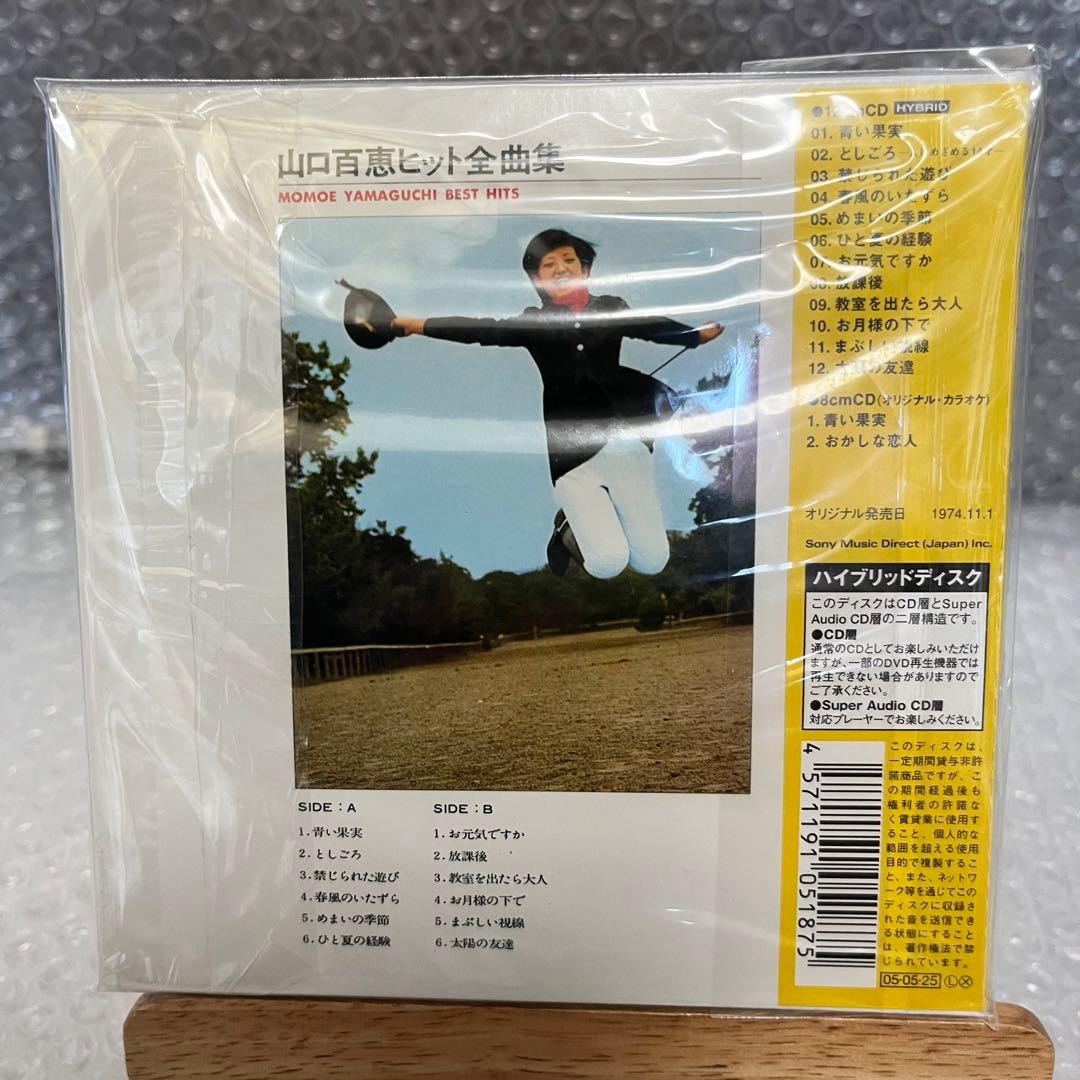 山口百恵ヒット全曲集
MOMOE YAMAGUCHI BEST HITS
SIDE : A
1. 青い果実
2. としごろ
3. 禁じられた遊び
4. 春風のいたずら
5. めまいの季節
6. ひと夏の経験
SIDE : B
1. お元気ですか
2. 放課後
3. 教室を出たら大人
4. お月様の下で
5. まぶしい視線
6. 太陽の友達
CD HYBRID
01. 青い果実
02. としごろ
03. 禁じられた遊び
04. 春風のいたずら
05. めまいの季節
06. ひと夏の経験
07. お元気ですか
08. 放課後
09. 教室を出たら大人
10. お月様の下で
11. まぶしい視線
12. 太陽の友達
●8cmCD(オリジナル・カラオケ)
1. 青い果実
2. おかしな恋人
オリジナル発売日 1974.11.1
Sony Music Direct (Japan) Inc.
ハイブリッドディスク
このディスクはCD層とSuper
Audio CD層の二層構造です。
●CD層
通常のCDとしてお楽しみいただけ
ますが、一部のDVD再生機器では
再生できない場合がありますので
ご了承ください。
●Super Audio CD層
対応プレーヤーでお楽しみください。
このディスクは、
一定期間貸与非許
諾商品ですが、こ
の期間経過後も
権利者の許諾な
く賃貸業に使用す
ること、個人的な
範囲を超える使用
目的で複製するこ
と、また、ネットワ
ーク等を通じてこの
ディスクに収録さ
れた音を送信でき
る状態にすること
は、著作権法で禁
じられています。
4 571191 051875
05·05·25 Ⓛ Ⓧ